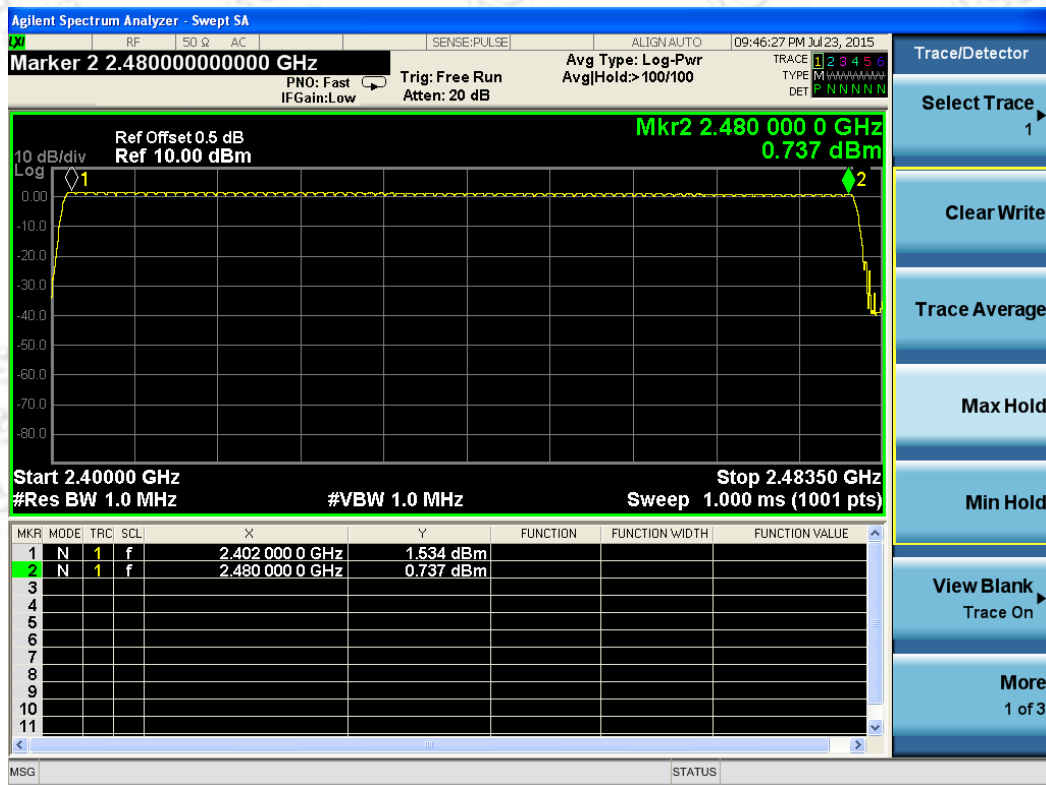 Agilent Spectrum Analyzer - Swept SA
LXI RF 50 Ω AC SENSE:PULSE ALIGN AUTO 09:46:27 PM Jul 23, 2015
Marker 2 2.480000000000 GHz
PNO: Fast
IFGain:Low
Trig: Free Run
Atten: 20 dB
Avg Type: Log-Pwr
Avg|Hold:>100/100
TRACE 1 2 3 4 5 6
TYPE M WWWWW
DET P N N N N N
Mkr2 2.480 000 0 GHz
0.737 dBm
Ref Offset 0.5 dB
10 dB/div Ref 10.00 dBm
Log
1
2
0.00
-10.0
-20.0
-30.0
-40.0
-50.0
-60.0
-70.0
-80.0
Start 2.40000 GHz Stop 2.48350 GHz
#Res BW 1.0 MHz #VBW 1.0 MHz Sweep 1.000 ms (1001 pts)
MKR MODE TRC SCL X Y FUNCTION FUNCTION WIDTH FUNCTION VALUE
1 N 1 f 2.402 000 0 GHz 1.534 dBm
2 N 1 f 2.480 000 0 GHz 0.737 dBm
3
4
5
6
7
8
9
10
11
MSG STATUS
Trace/Detector
Select Trace
1
Clear Write
Trace Average
Max Hold
Min Hold
View Blank
Trace On
More
1 of 3